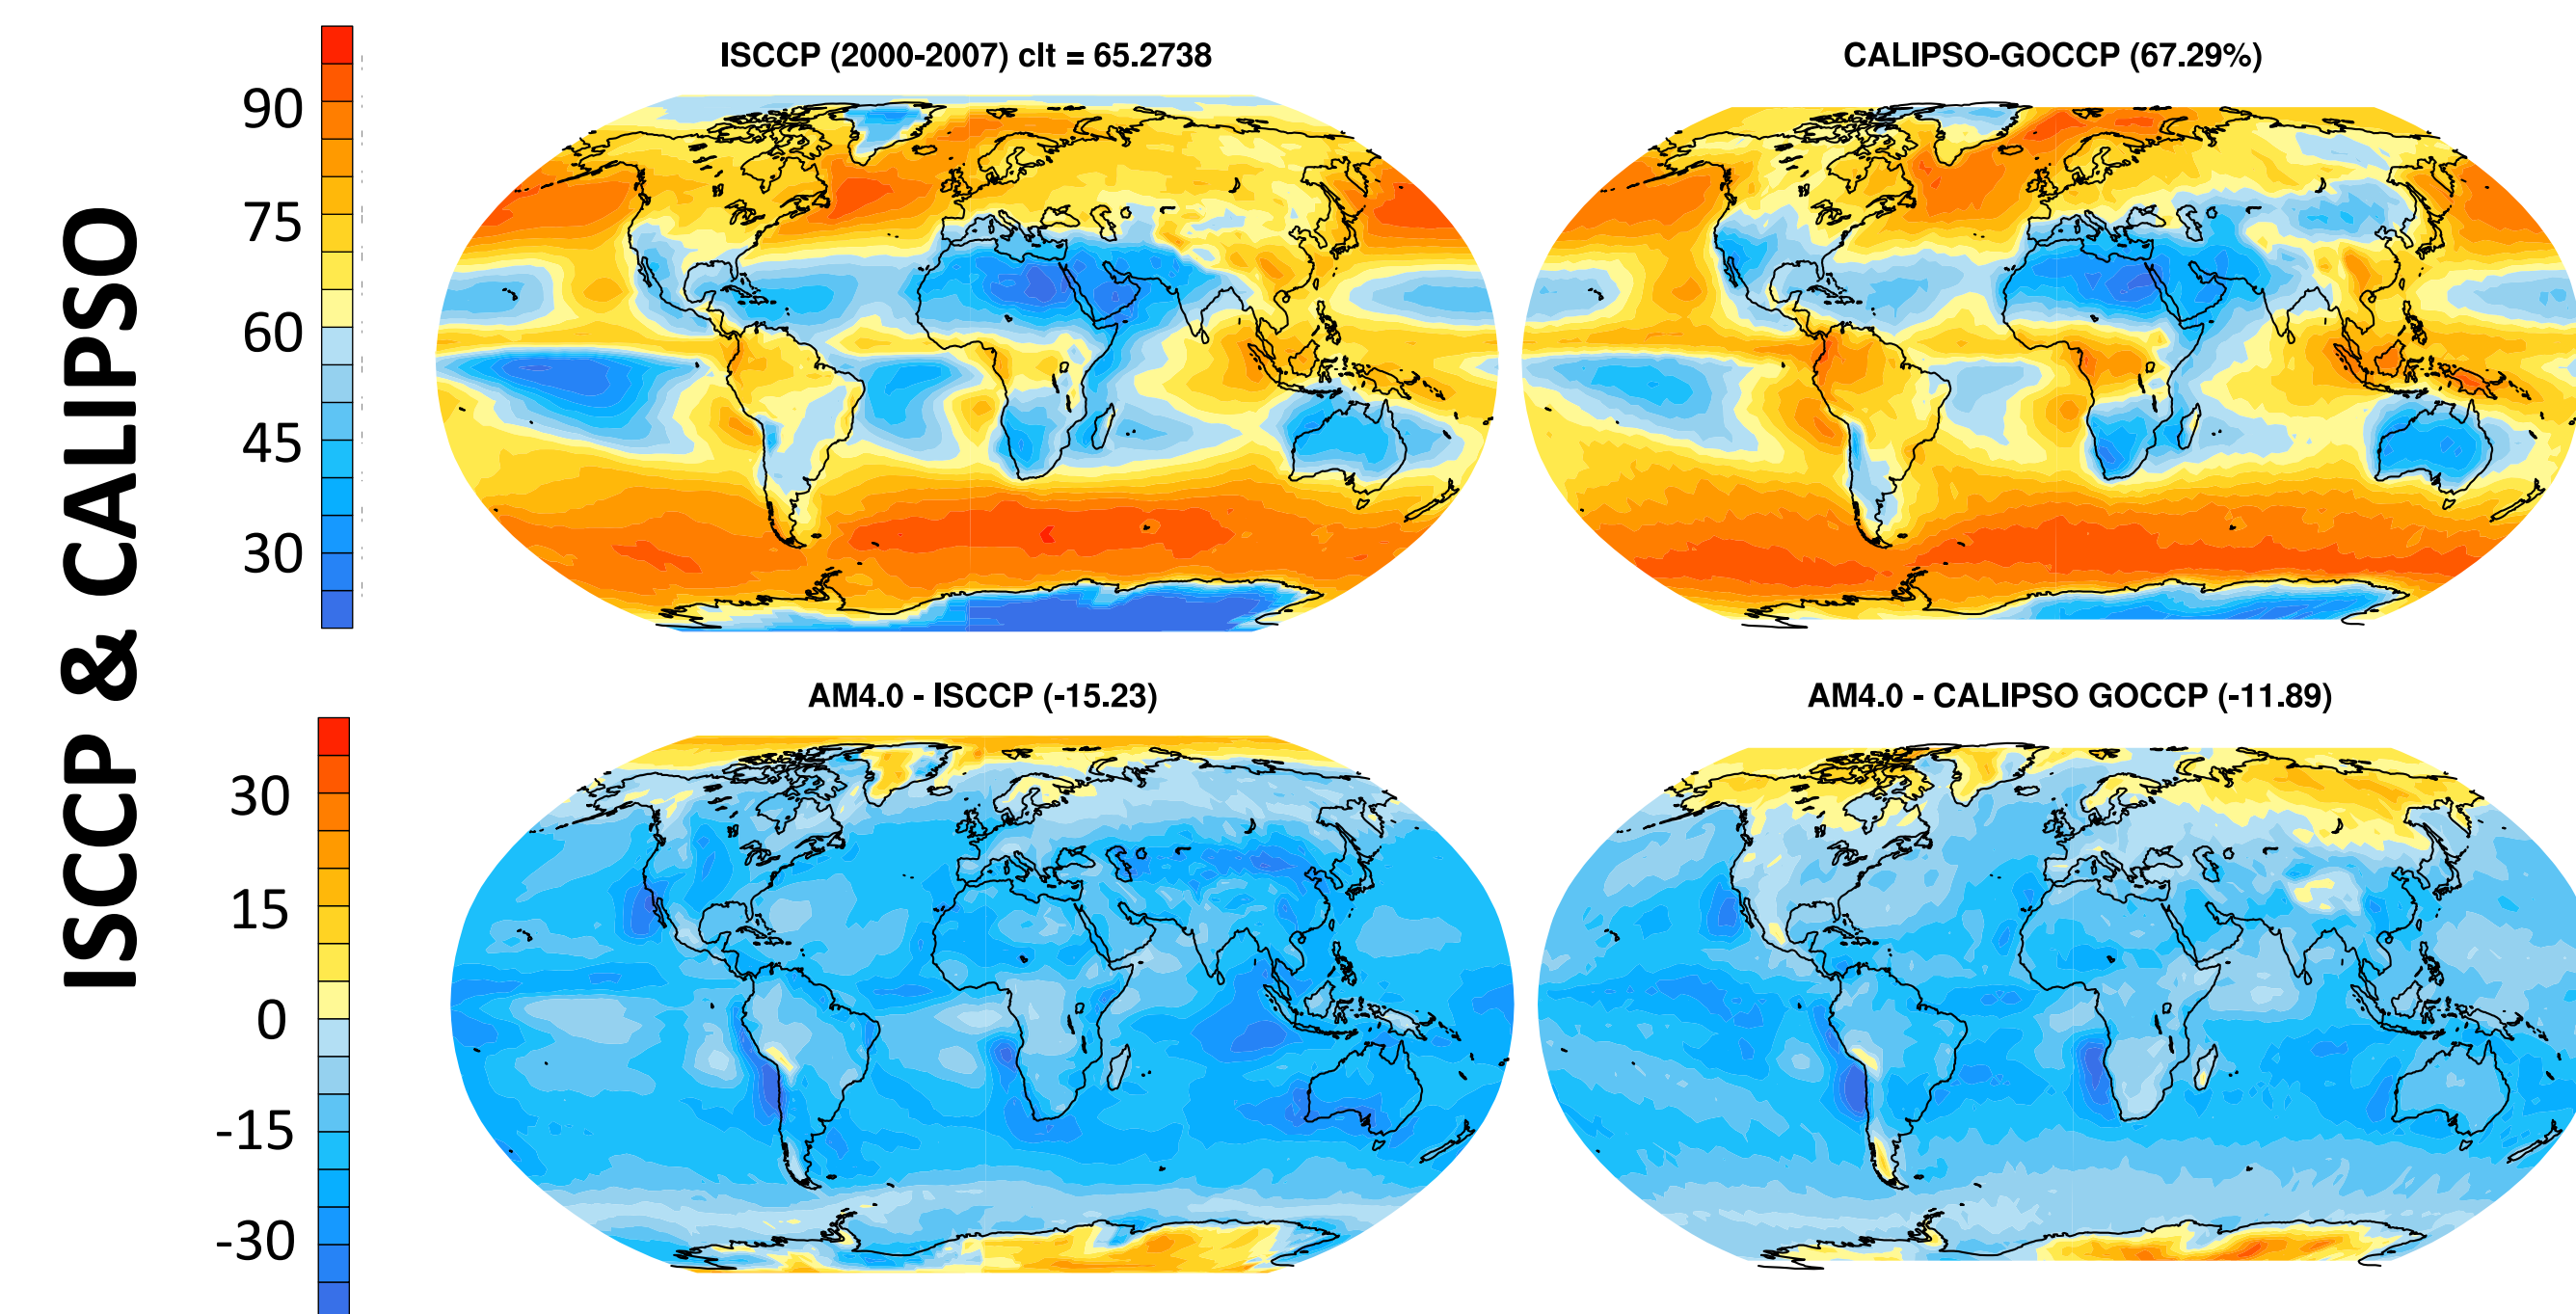 ISCCP & CALIPSO
ISCCP (2000-2007) clt = 65.2738
CALIPSO-GOCCP (67.29%)
90
75
60
45
30
AM4.0 - ISCCP (-15.23)
AM4.0 - CALIPSO GOCCP (-11.89)
30
15
0
-15
-30